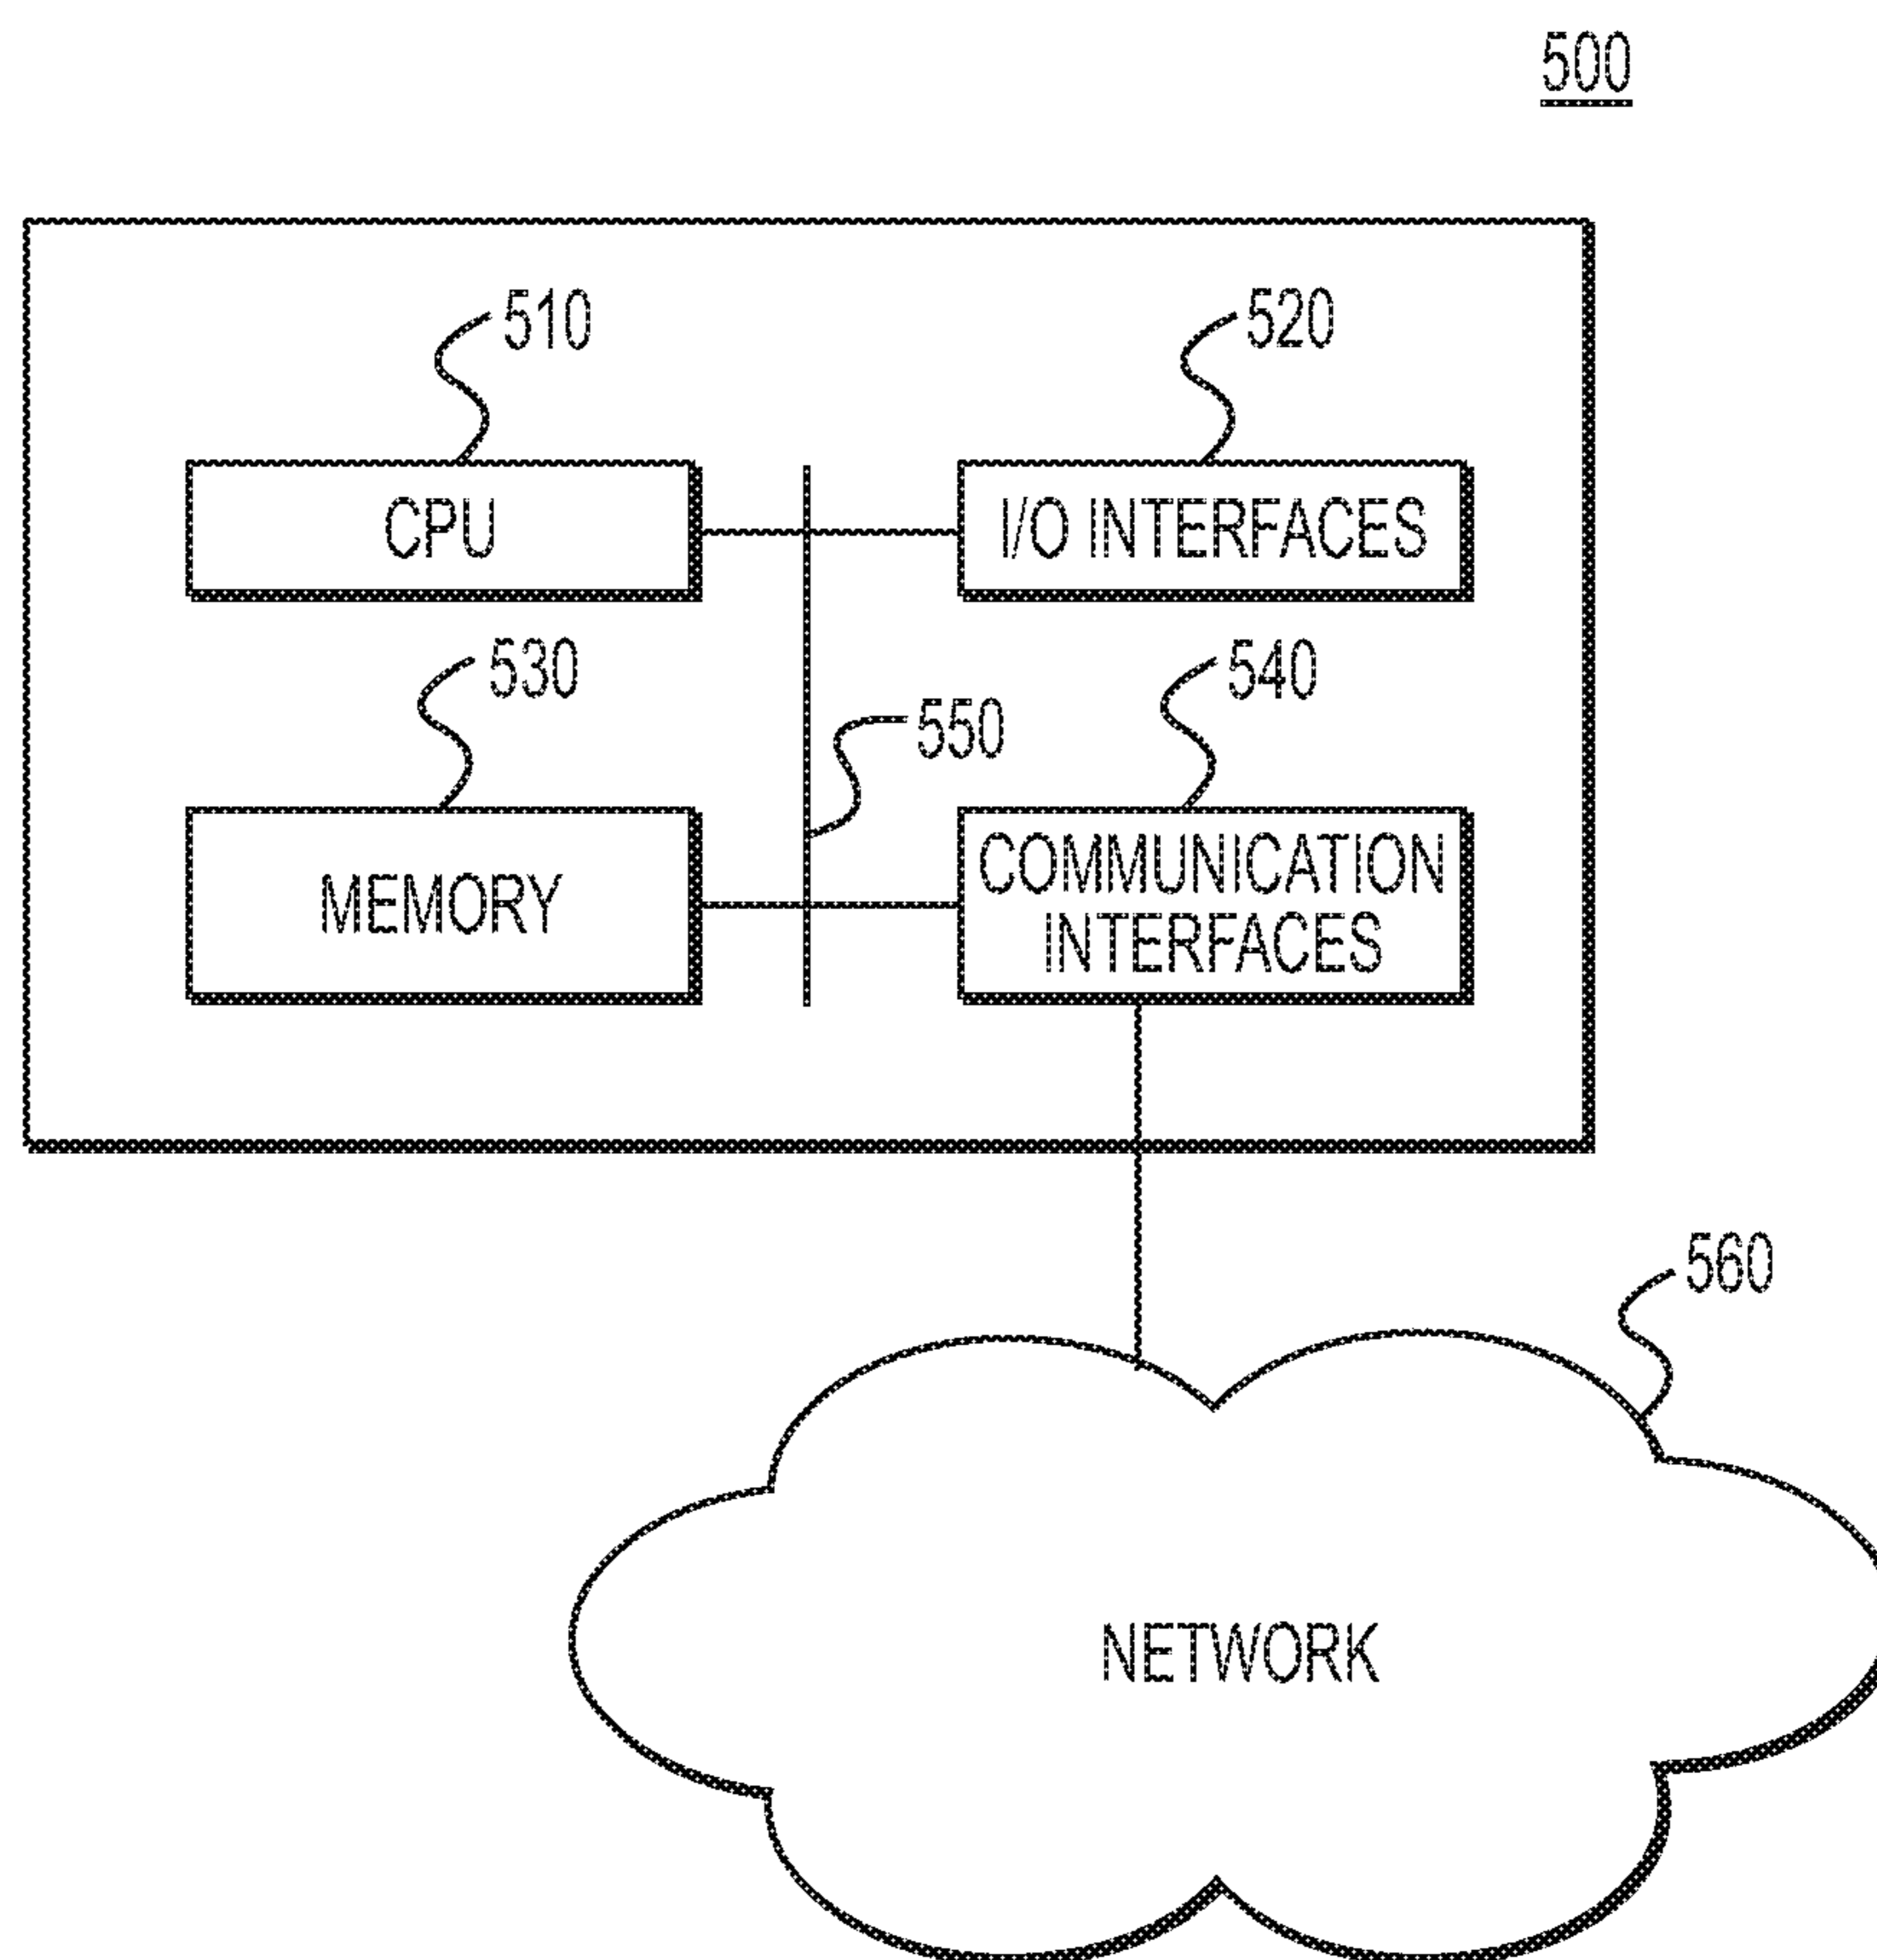 500
510
520
CPU
I/O INTERFACES
530
540
550
MEMORY
COMMUNICATION
INTERFACES
560
NETWORK